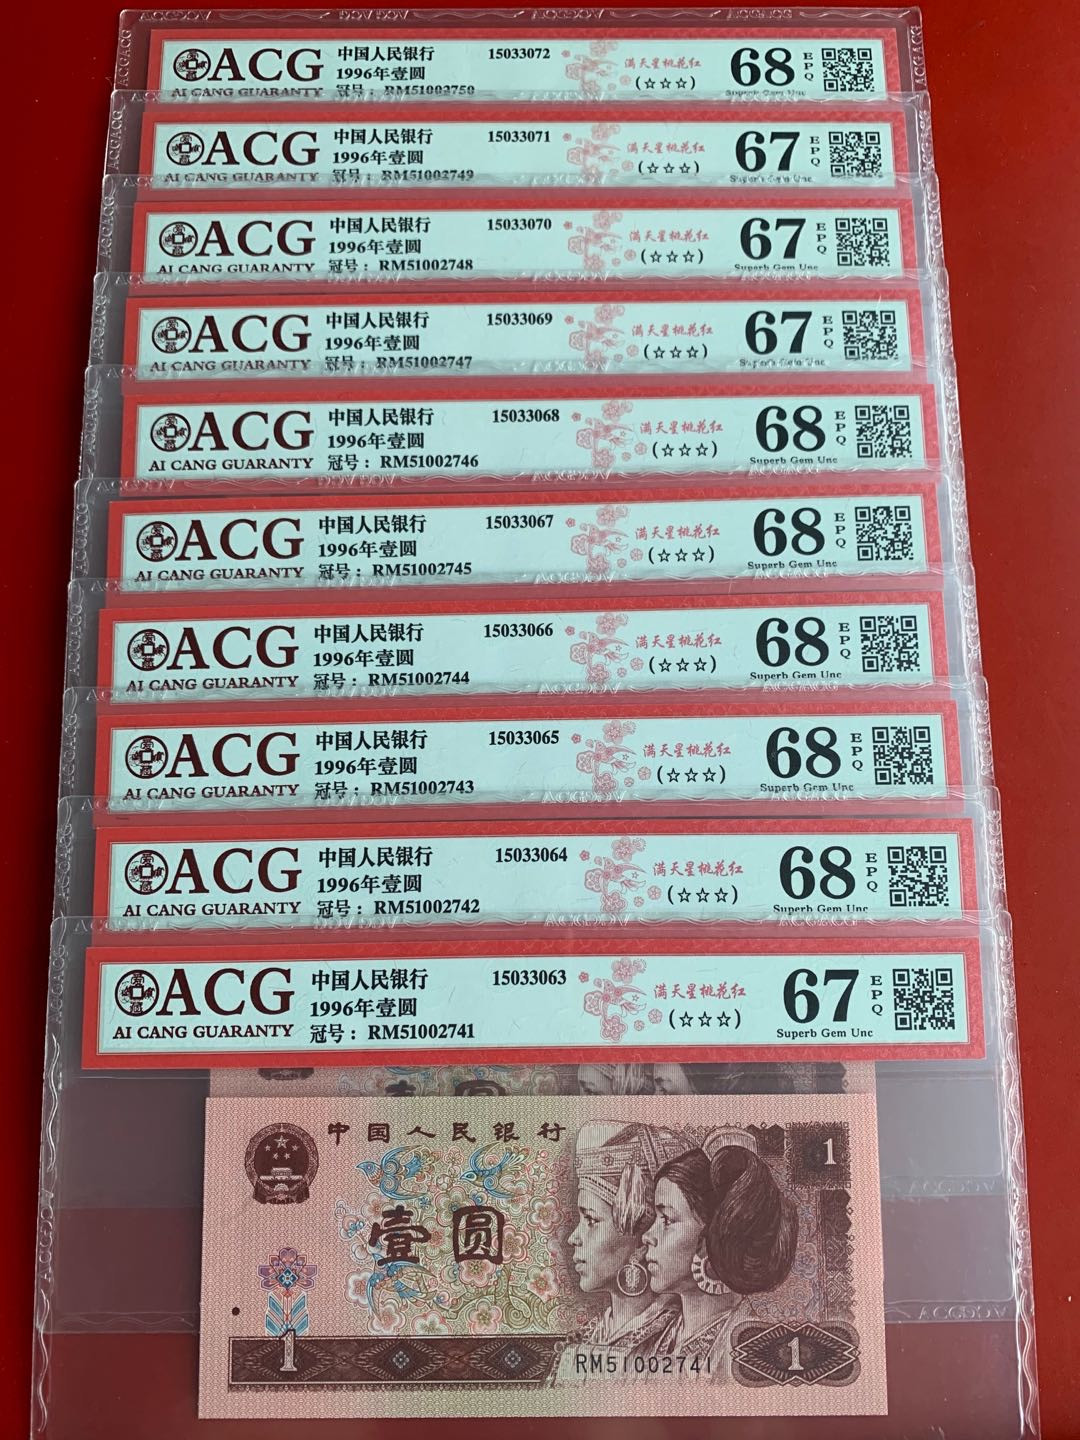 ACG
AI CANG GUARANTY
中国人民银行
1996年壹圆
冠号： RM51002750
15033072
满天星桃花红
(☆☆☆)
68 EPQ
Superb Gem Unc
ACG
AI CANG GUARANTY
中国人民银行
1996年壹圆
冠号： RM51002749
15033071
满天星桃花红
(☆☆☆)
67 EPQ
Superb Gem Unc
ACG
AI CANG GUARANTY
中国人民银行
1996年壹圆
冠号： RM51002748
15033070
满天星桃花红
(☆☆☆)
67 EPQ
Superb Gem Unc
ACG
AI CANG GUARANTY
中国人民银行
1996年壹圆
冠号： RM51002747
15033069
满天星桃花红
(☆☆☆)
67 EPQ
Superb Gem Unc
ACG
AI CANG GUARANTY
中国人民银行
1996年壹圆
冠号： RM51002746
15033068
满天星桃花红
(☆☆☆)
68 EPQ
Superb Gem Unc
ACG
AI CANG GUARANTY
中国人民银行
1996年壹圆
冠号： RM51002745
15033067
满天星桃花红
(☆☆☆)
68 EPQ
Superb Gem Unc
ACG
AI CANG GUARANTY
中国人民银行
1996年壹圆
冠号： RM51002744
15033066
满天星桃花红
(☆☆☆)
68 EPQ
Superb Gem Unc
ACG
AI CANG GUARANTY
中国人民银行
1996年壹圆
冠号： RM51002743
15033065
满天星桃花红
(☆☆☆)
68 EPQ
Superb Gem Unc
ACG
AI CANG GUARANTY
中国人民银行
1996年壹圆
冠号： RM51002742
15033064
满天星桃花红
(☆☆☆)
68 EPQ
Superb Gem Unc
ACG
AI CANG GUARANTY
中国人民银行
1996年壹圆
冠号： RM51002741
15033063
满天星桃花红
(☆☆☆)
67 EPQ
Superb Gem Unc
中国人民银行
1
壹圆
1
RM51002741
1